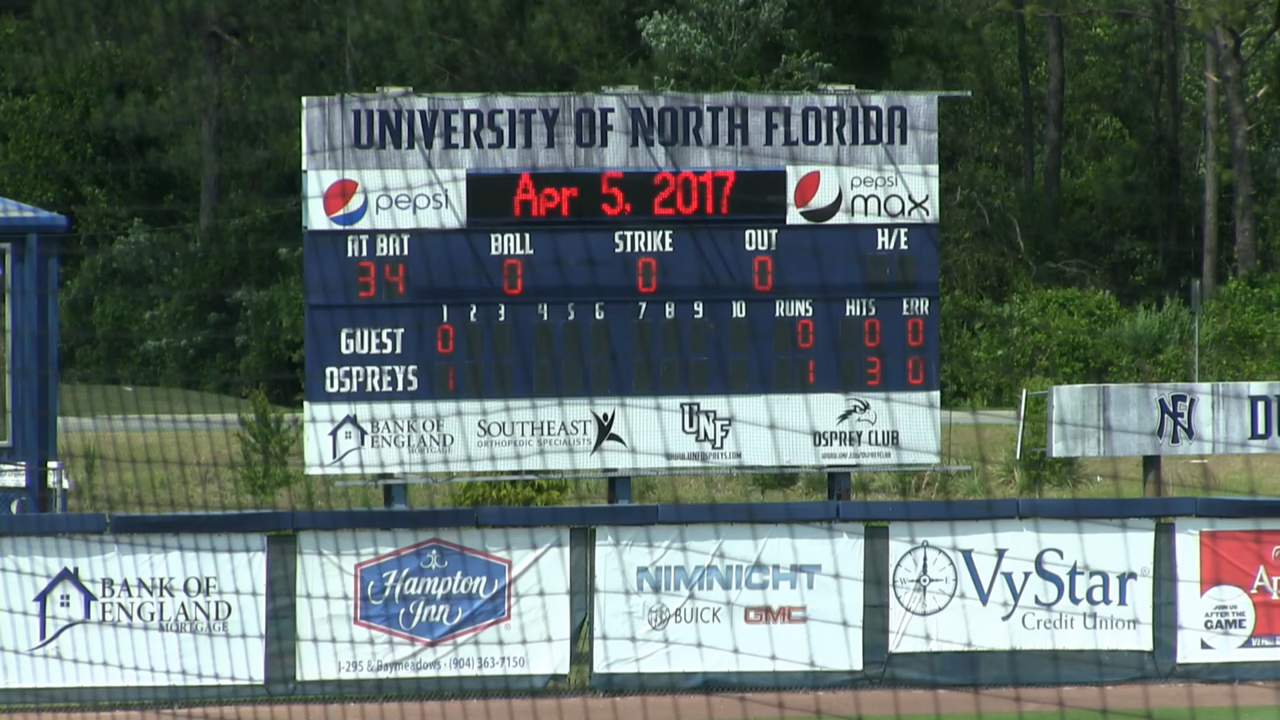 UNIVERSITY OF NORTH FLORIDA
pepsi
Apr 5, 2017
pepsi max
AT BAT BALL STRIKE OUT H/E
34 0 0 0
1 2 3 4 5 6 7 8 9 10 RUNS HITS ERR
GUEST 0 0 0 0
OSPREYS 1 1 3 0
BANK OF ENGLAND MORTGAGE
SOUTHEAST
ORTHOPEDIC SPECIALISTS
UNF
WWW.UNFOSPREYS.COM
OSPREY CLUB
WWW.UNF.COM/OSPREYCLUB
NF
BANK OF
ENGLAND
MORTGAGE
Hampton
Inn
I-295 & Baymeadows · (904) 363-7150
NIMNICHT
BUICK GMC
W E
VyStar®
Credit Union
JOIN US
AFTER THE
GAME